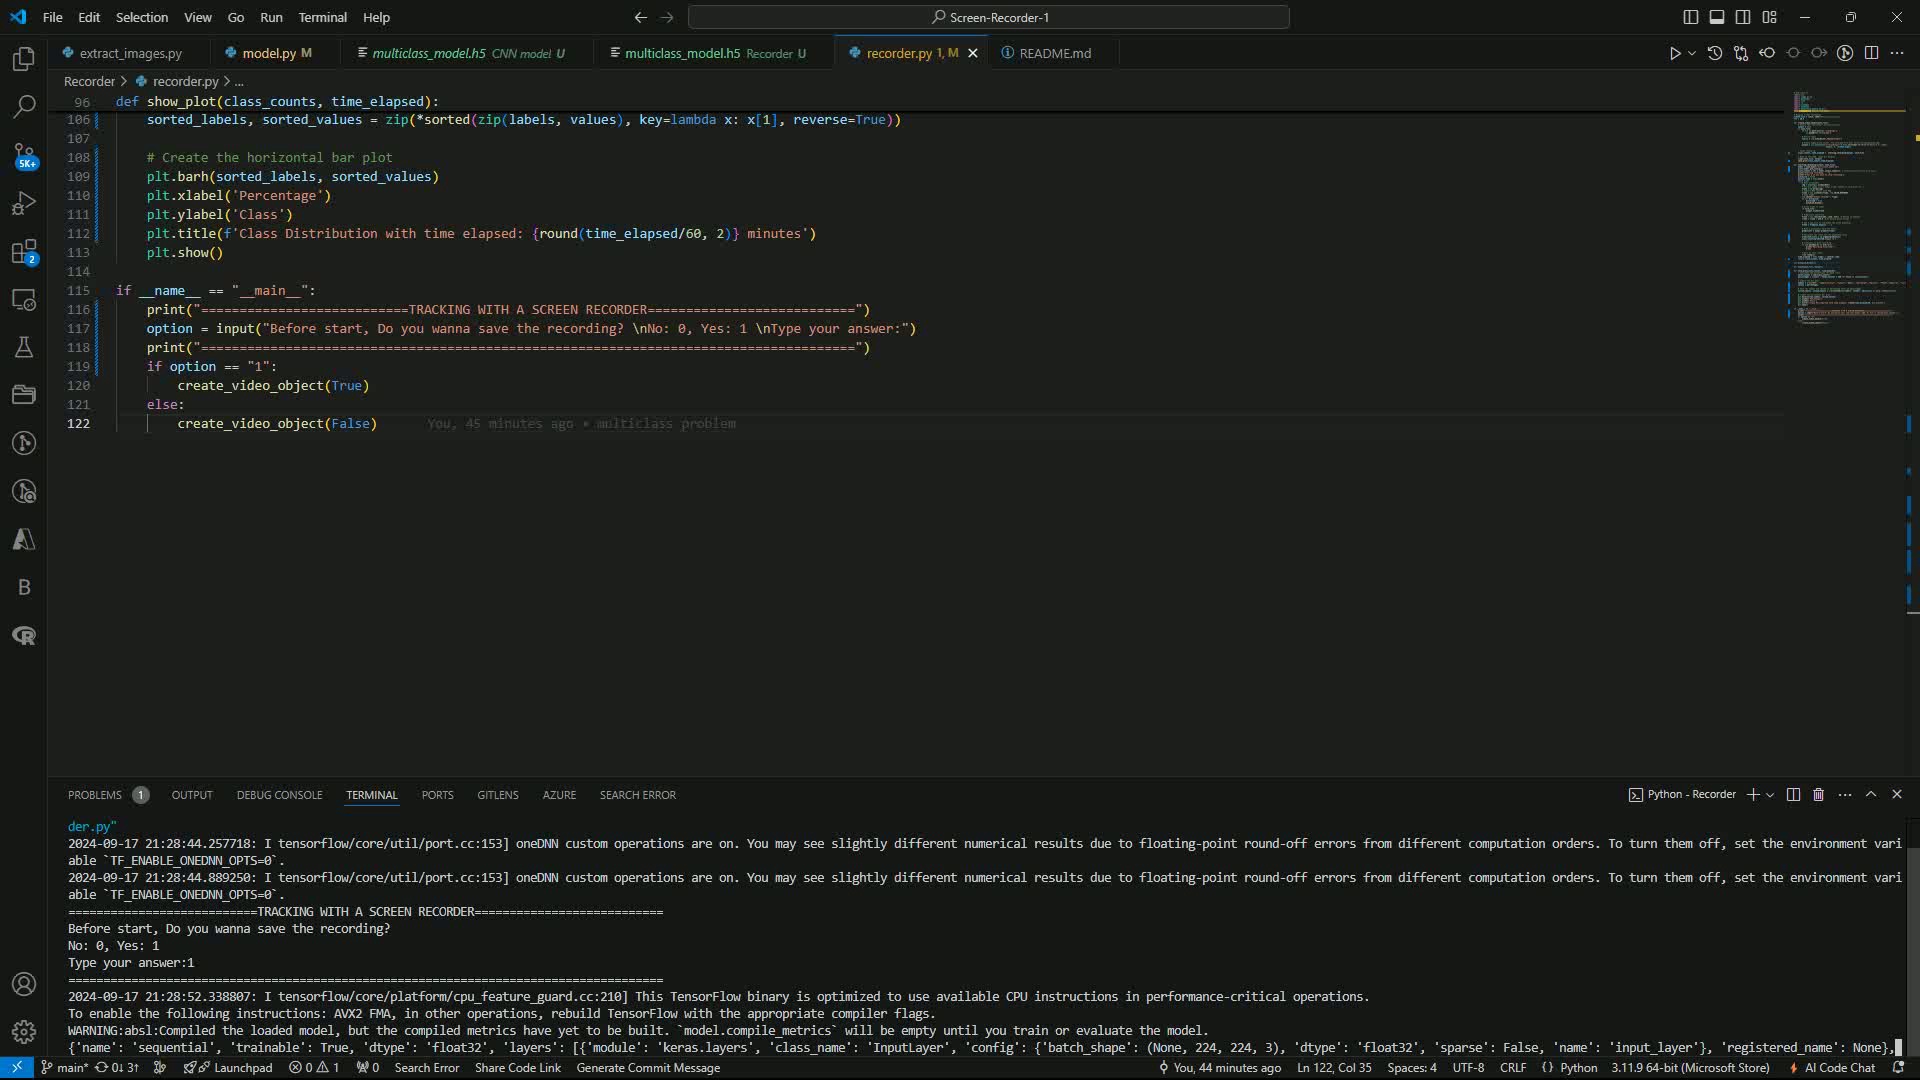 File Edit Selection View Go Run Terminal Help
Screen-Recorder-1
extract_images.py model.py M multiclass_model.h5 CNN model U multiclass_model.h5 Recorder U recorder.py 1, M README.md
Recorder > recorder.py > ...
96 def show_plot(class_counts, time_elapsed):
106 sorted_labels, sorted_values = zip(*sorted(zip(labels, values), key=lambda x: x[1], reverse=True))
107
108 # Create the horizontal bar plot
109 plt.barh(sorted_labels, sorted_values)
110 plt.xlabel('Percentage')
111 plt.ylabel('Class')
112 plt.title(f'Class Distribution with time elapsed: {round(time_elapsed/60, 2)} minutes')
113 plt.show()
114
115 if __name__ == "__main__":
116 print("===========================TRACKING WITH A SCREEN RECORDER===========================")
117 option = input("Before start, Do you wanna save the recording? \nNo: 0, Yes: 1 \nType your answer:")
118 print("=====================================================================================")
119 if option == "1":
120 create_video_object(True)
121 else:
122 create_video_object(False) You, 45 minutes ago • multiclass problem
5K+
2
B
PROBLEMS 1 OUTPUT DEBUG CONSOLE TERMINAL PORTS GITLENS AZURE SEARCH ERROR
Python - Recorder
der.py"
2024-09-17 21:28:44.257718: I tensorflow/core/util/port.cc:153] oneDNN custom operations are on. You may see slightly different numerical results due to floating-point round-off errors from different computation orders. To turn them off, set the environment vari
able `TF_ENABLE_ONEDNN_OPTS=0`.
2024-09-17 21:28:44.889250: I tensorflow/core/util/port.cc:153] oneDNN custom operations are on. You may see slightly different numerical results due to floating-point round-off errors from different computation orders. To turn them off, set the environment vari
able `TF_ENABLE_ONEDNN_OPTS=0`.
===========================TRACKING WITH A SCREEN RECORDER===========================
Before start, Do you wanna save the recording?
No: 0, Yes: 1
Type your answer:1
=====================================================================================
2024-09-17 21:28:52.338807: I tensorflow/core/platform/cpu_feature_guard.cc:210] This TensorFlow binary is optimized to use available CPU instructions in performance-critical operations.
To enable the following instructions: AVX2 FMA, in other operations, rebuild TensorFlow with the appropriate compiler flags.
WARNING:absl:Compiled the loaded model, but the compiled metrics have yet to be built. `model.compile_metrics` will be empty until you train or evaluate the model.
{'name': 'sequential', 'trainable': True, 'dtype': 'float32', 'layers': [{'module': 'keras.layers', 'class_name': 'InputLayer', 'config': {'batch_shape': (None, 224, 224, 3), 'dtype': 'float32', 'sparse': False, 'name': 'input_layer'}, 'registered_name': None},
main* 0↓ 3↑ Launchpad 0 1 0 Search Error Share Code Link Generate Commit Message You, 44 minutes ago Ln 122, Col 35 Spaces: 4 UTF-8 CRLF {} Python 3.11.9 64-bit (Microsoft Store) AI Code Chat